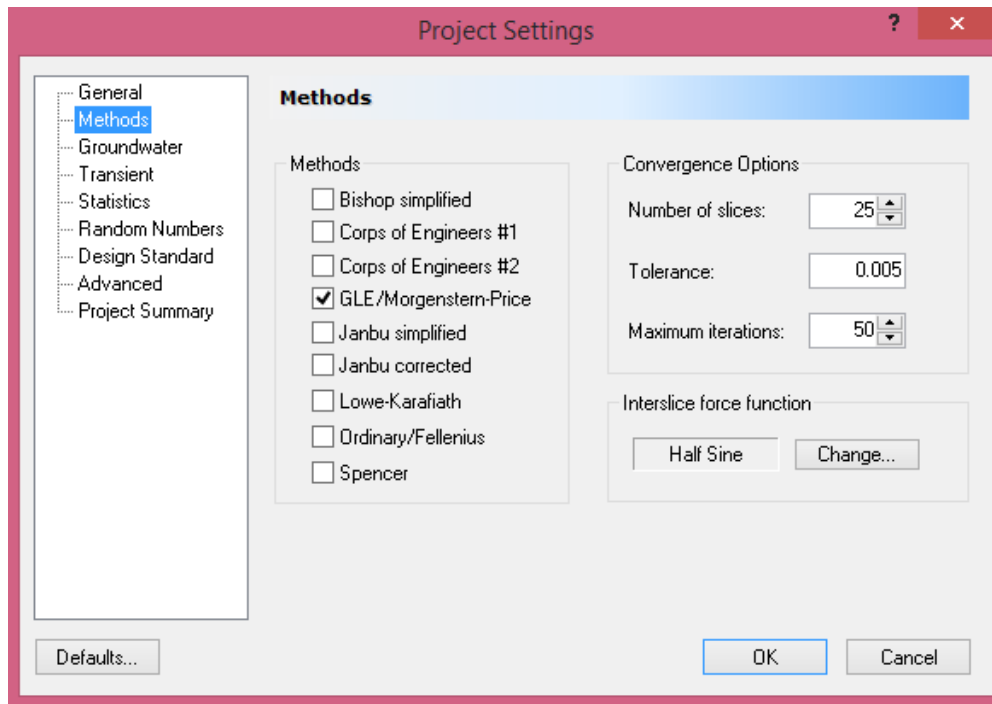 Project Settings
?
×
General
Methods
Groundwater
Transient
Statistics
Random Numbers
Design Standard
Advanced
Project Summary
Methods
Methods
Bishop simplified
Corps of Engineers #1
Corps of Engineers #2
GLE/Morgenstern-Price
Janbu simplified
Janbu corrected
Lowe-Karafiath
Ordinary/Fellenius
Spencer
Convergence Options
Number of slices: 25
Tolerance: 0.005
Maximum iterations: 50
Interslice force function
Half Sine Change...
Defaults... OK Cancel